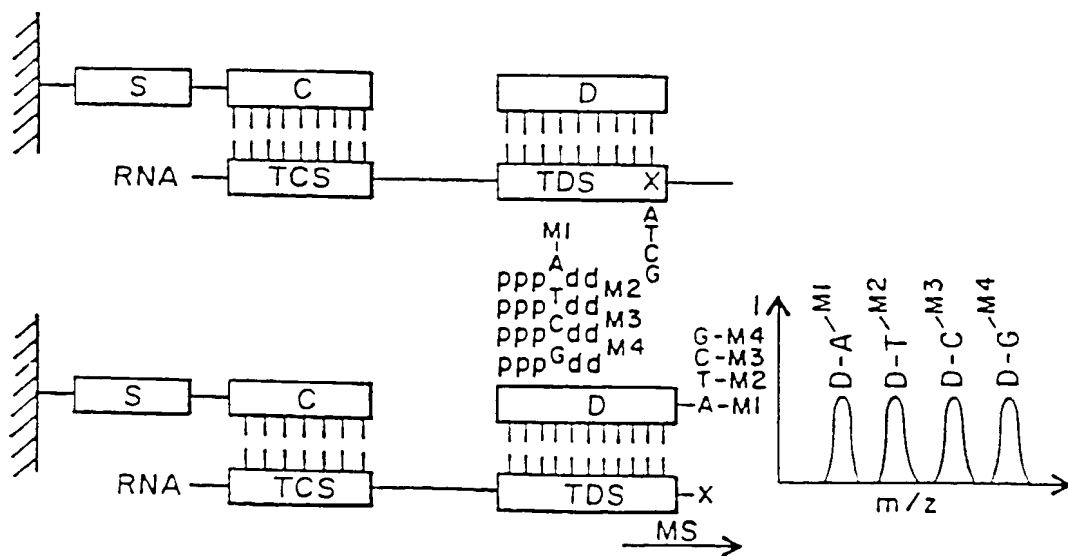 S C D
RNA TCS TDS X
A
T
C
G
M1
A
pppAdd
pppTdd M2
pppCdd M3
pppGdd M4
G-M4
C-M3
T-M2
A-M1
S C D
RNA TCS TDS X
MS
I
M1 M2 M3 M4
D-A D-T D-C D-G
m/z